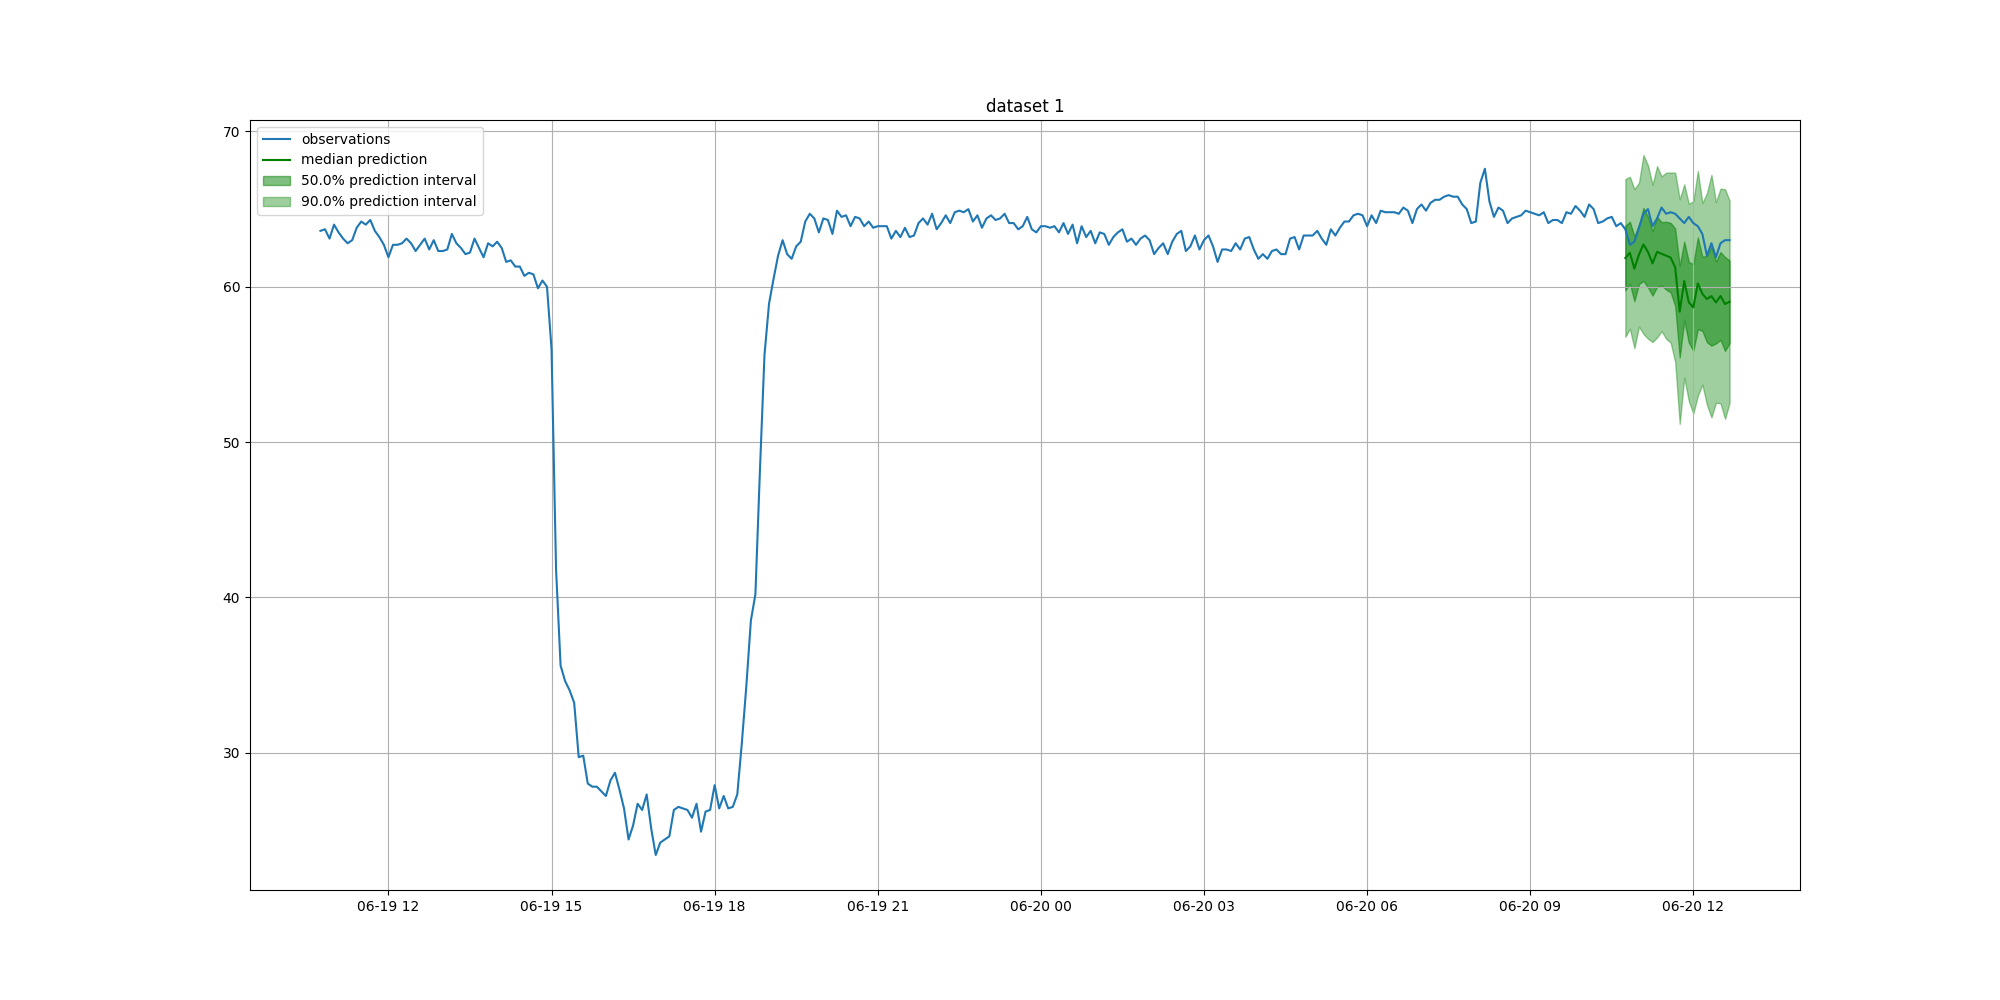 dataset 1
observations
median prediction
50.0% prediction interval
90.0% prediction interval
70
60
50
40
30
06-19 12
06-19 15
06-19 18
06-19 21
06-20 00
06-20 03
06-20 06
06-20 09
06-20 12